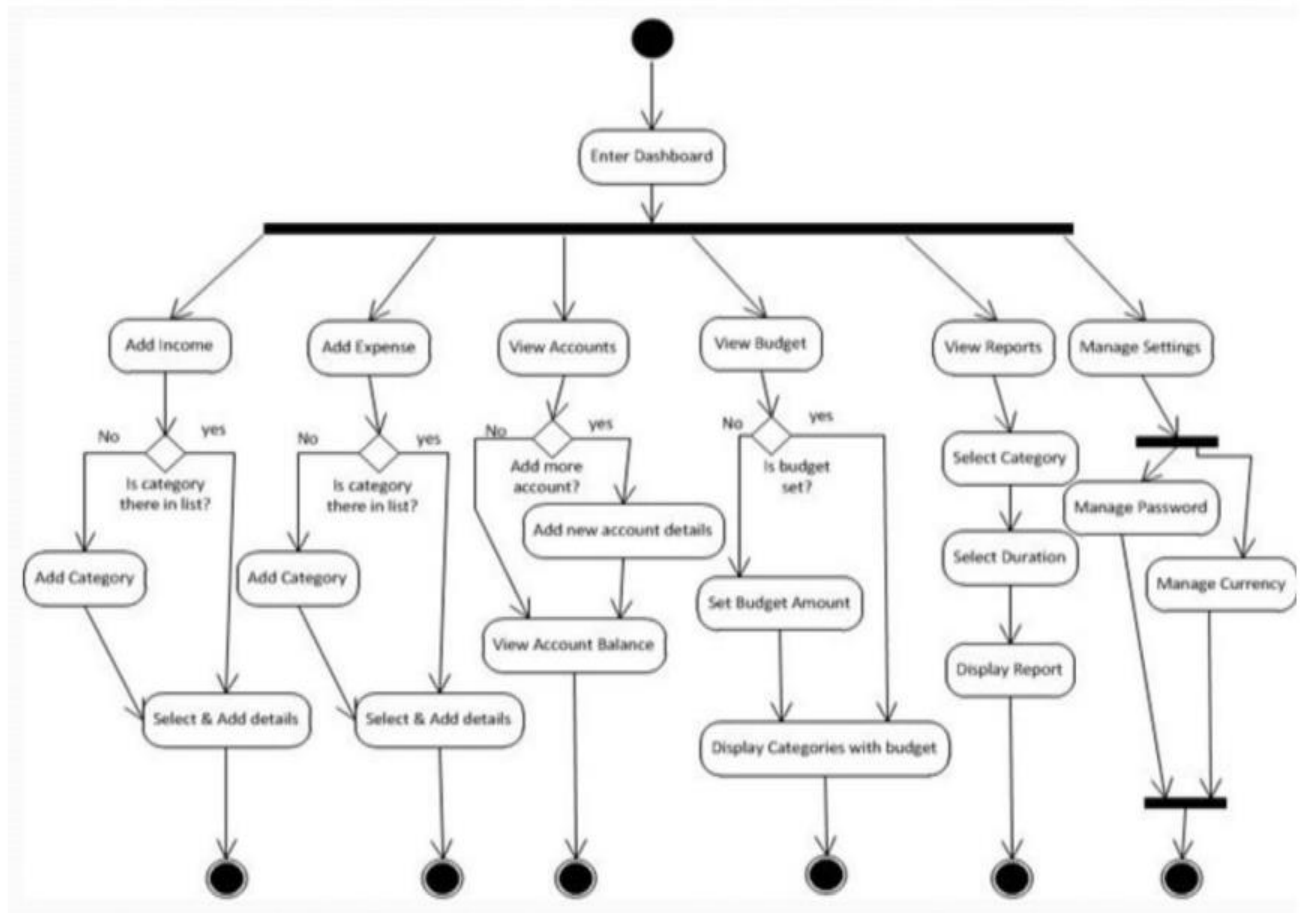 Enter Dashboard
Add Income
Add Expense
View Accounts
View Budget
View Reports
Manage Settings
No
yes
Is category
there in list?
No
yes
Is category
there in list?
No
yes
Add more
account?
No
yes
Is budget
set?
Select Category
Manage Password
Add new account details
Select Duration
Add Category
Add Category
Manage Currency
Set Budget Amount
View Account Balance
Display Report
Select & Add details
Select & Add details
Display Categories with budget